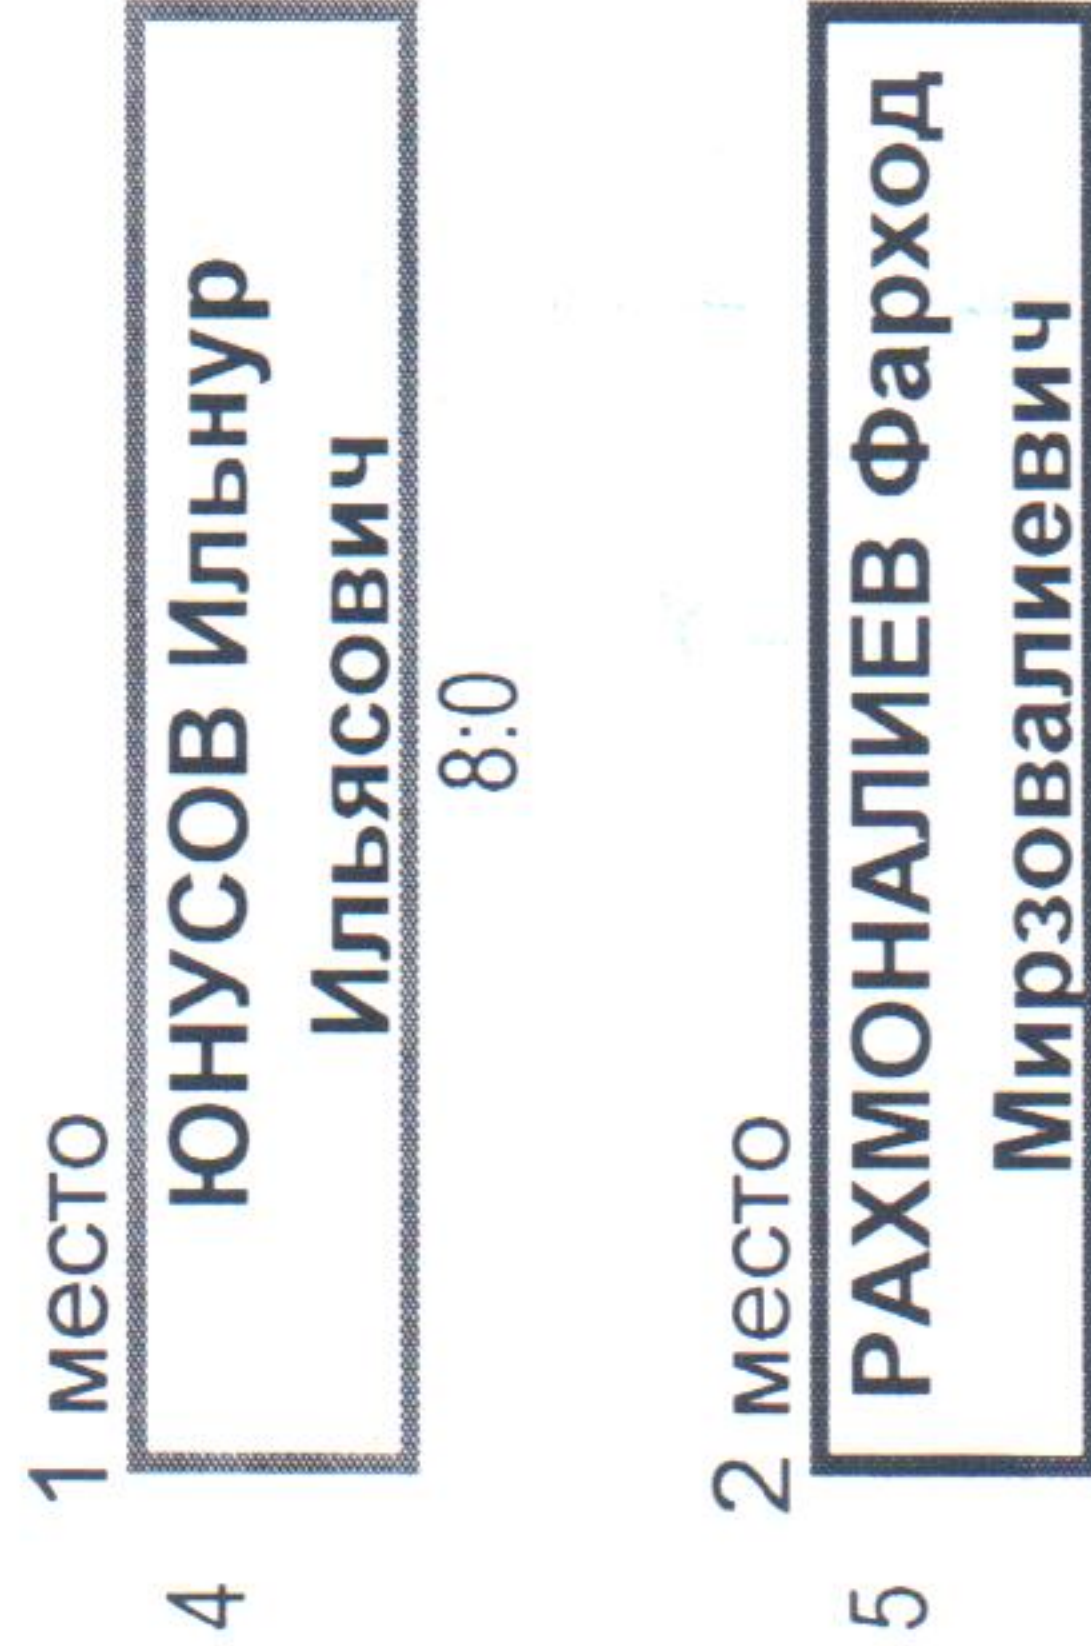 1 место
4
ЮНУСОВ Ильнур
Ильясович
8:0
2 место
5
РАХМОНАЛИЕВ Фарход
Мирзовалиевич